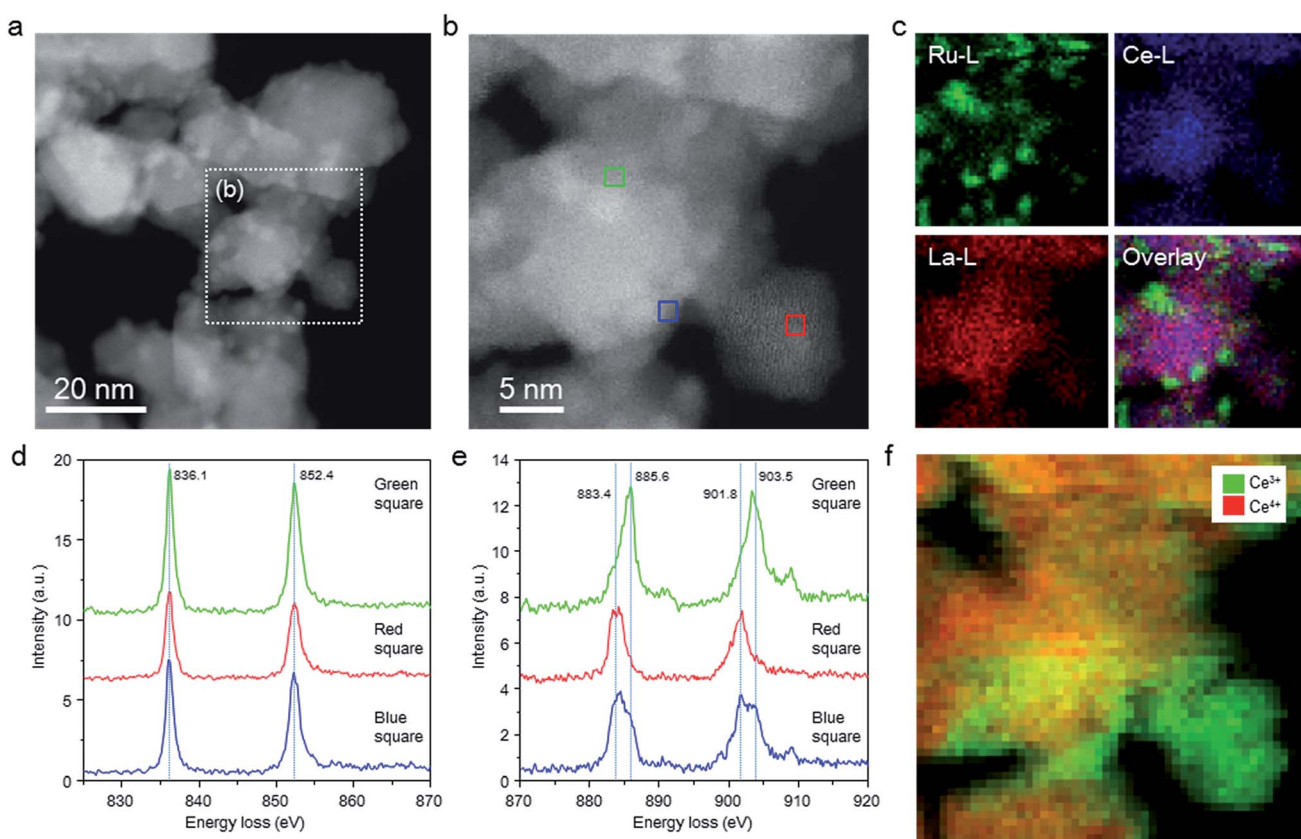 a
(b)
20 nm
b
5 nm
c
Ru-L
Ce-L
La-L
Overlay
d
20
15
10
5
0
Intensity (a.u.)
836.1
852.4
Green
square
Red
square
Blue
square
830
840
850
860
870
Energy loss (eV)
e
14
12
10
8
6
4
2
0
Intensity (a.u.)
883.4
885.6
901.8
903.5
Green
square
Red
square
Blue
square
870
880
890
900
910
920
Energy loss (eV)
f
Ce³⁺
Ce⁴⁺